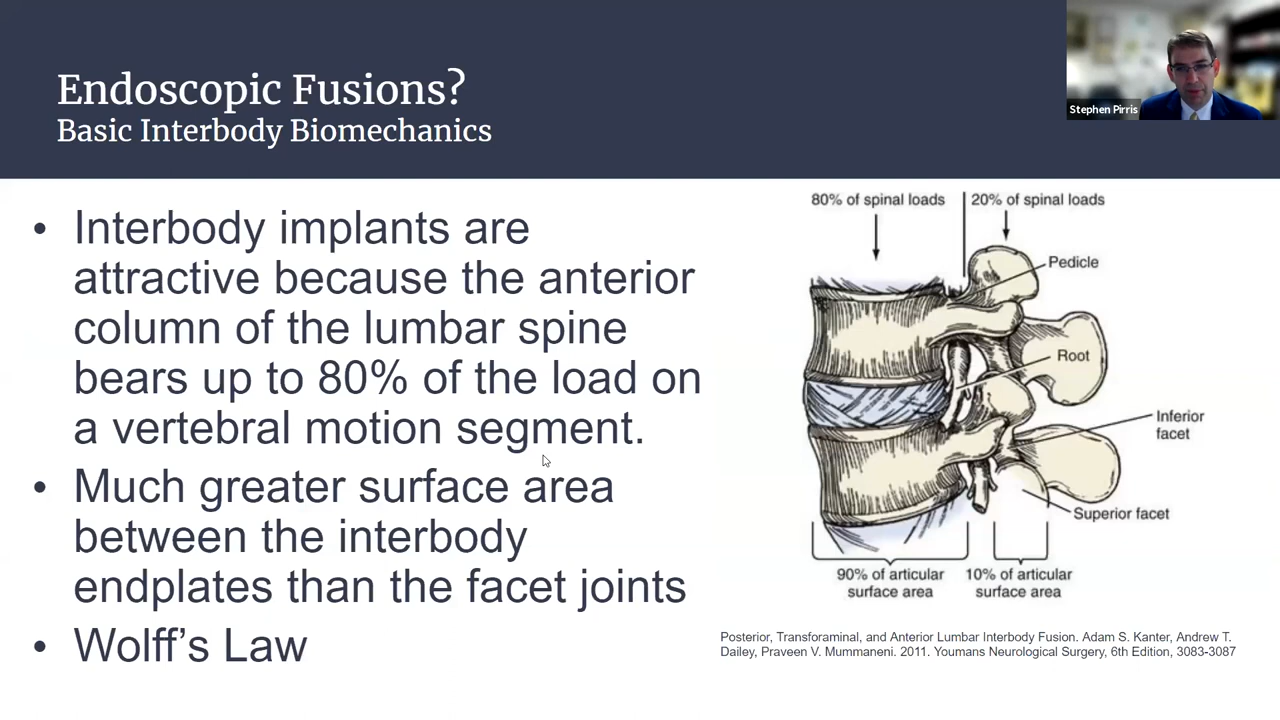 Endoscopic Fusions?
Basic Interbody Biomechanics
Stephen Pirris
• Interbody implants are
attractive because the anterior
column of the lumbar spine
bears up to 80% of the load on
a vertebral motion segment.
• Much greater surface area
between the interbody
endplates than the facet joints
• Wolff’s Law
80% of spinal loads
20% of spinal loads
Pedicle
Root
Inferior
facet
Superior facet
90% of articular
surface area
10% of articular
surface area
Posterior, Transforaminal, and Anterior Lumbar Interbody Fusion. Adam S. Kanter, Andrew T.
Dailey, Praveen V. Mummaneni. 2011. Youmans Neurological Surgery, 6th Edition, 3083-3087